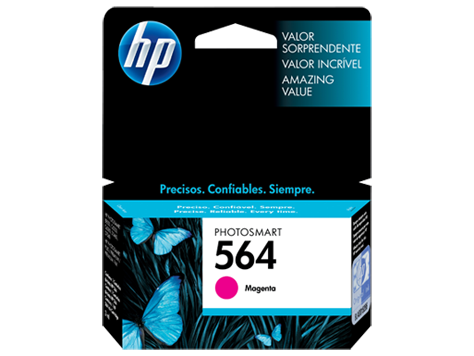 hp
VALOR
SORPRENDENTE
VALOR INCRÍVEL
AMAZING
VALUE
Precisos. Confiables. Siempre.
Preciso. Confiável. Sempre.
Precise. Reliable. Every time.
PHOTOSMART
564
Magenta